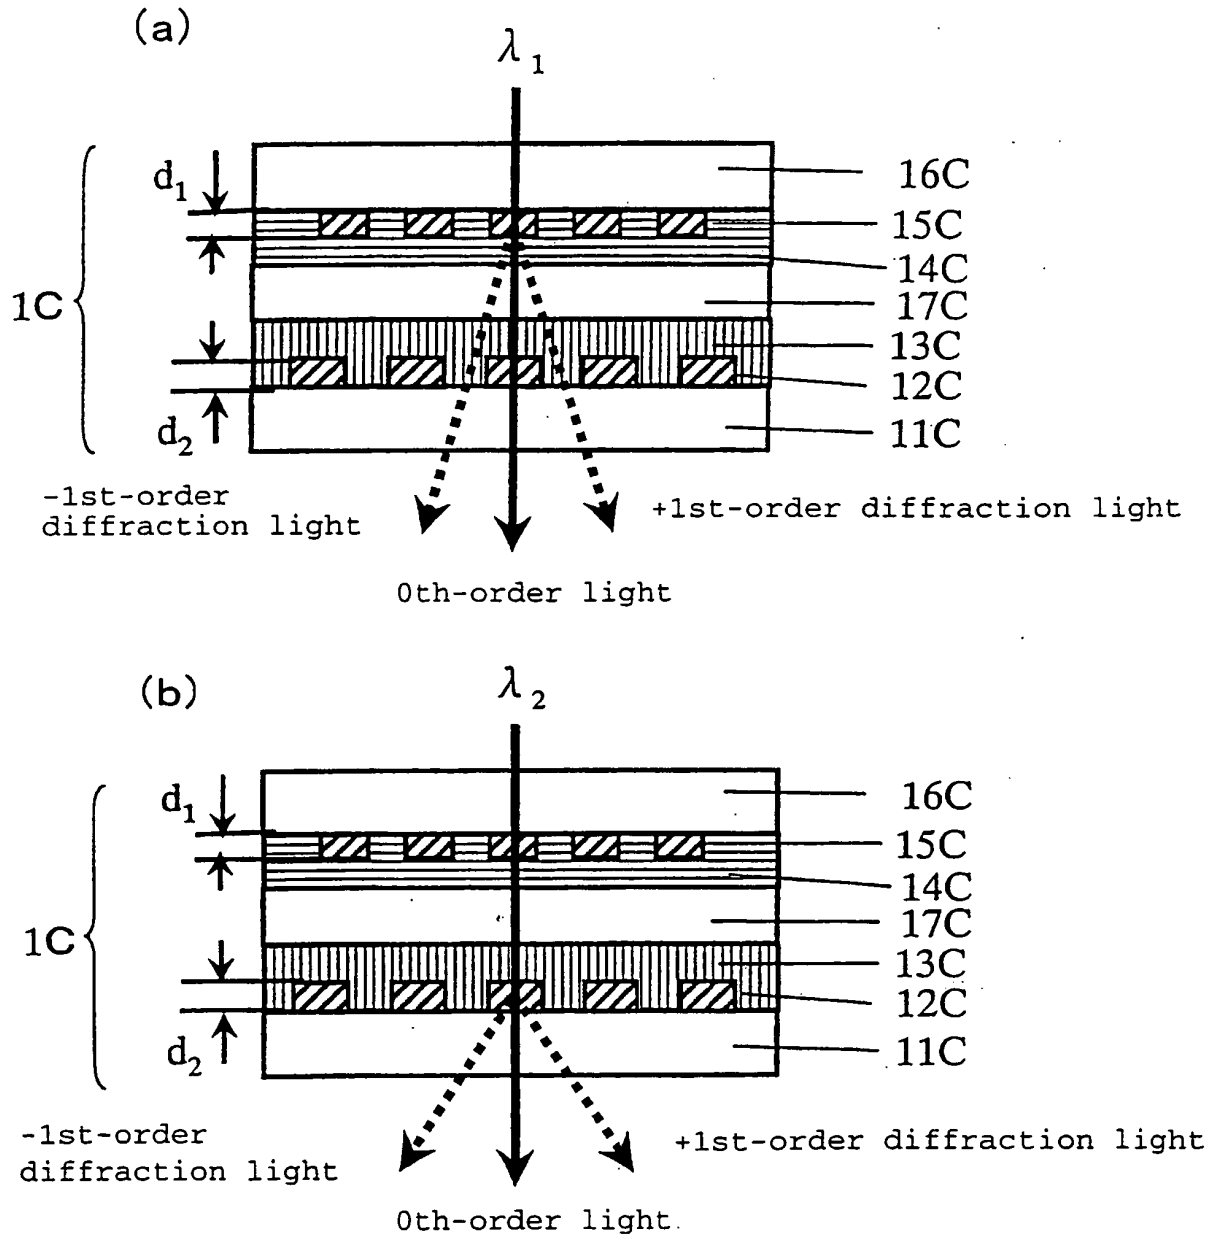 (a)
λ1
d1
16C
15C
14C
1C
17C
13C
12C
d2
11C
-1st-order
diffraction light
+1st-order diffraction light
0th-order light
(b)
λ2
d1
16C
15C
14C
1C
17C
13C
12C
d2
11C
-1st-order
diffraction light
+1st-order diffraction light
0th-order light